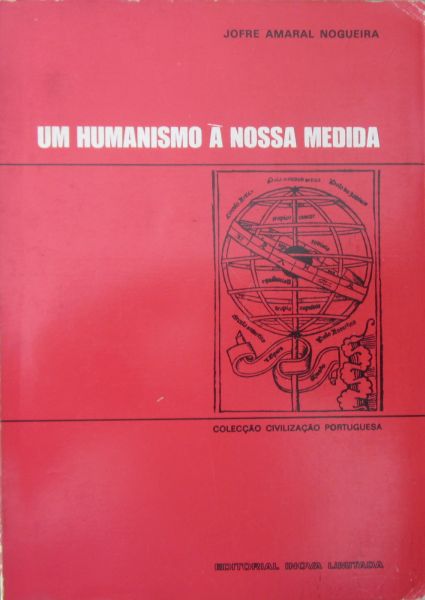 JOFRE AMARAL NOGUEIRA
UM HUMANISMO À NOSSA MEDIDA
COLECÇÃO CIVILIZAÇÃO PORTUGUESA
EDITORIAL INOVA LIMITADA